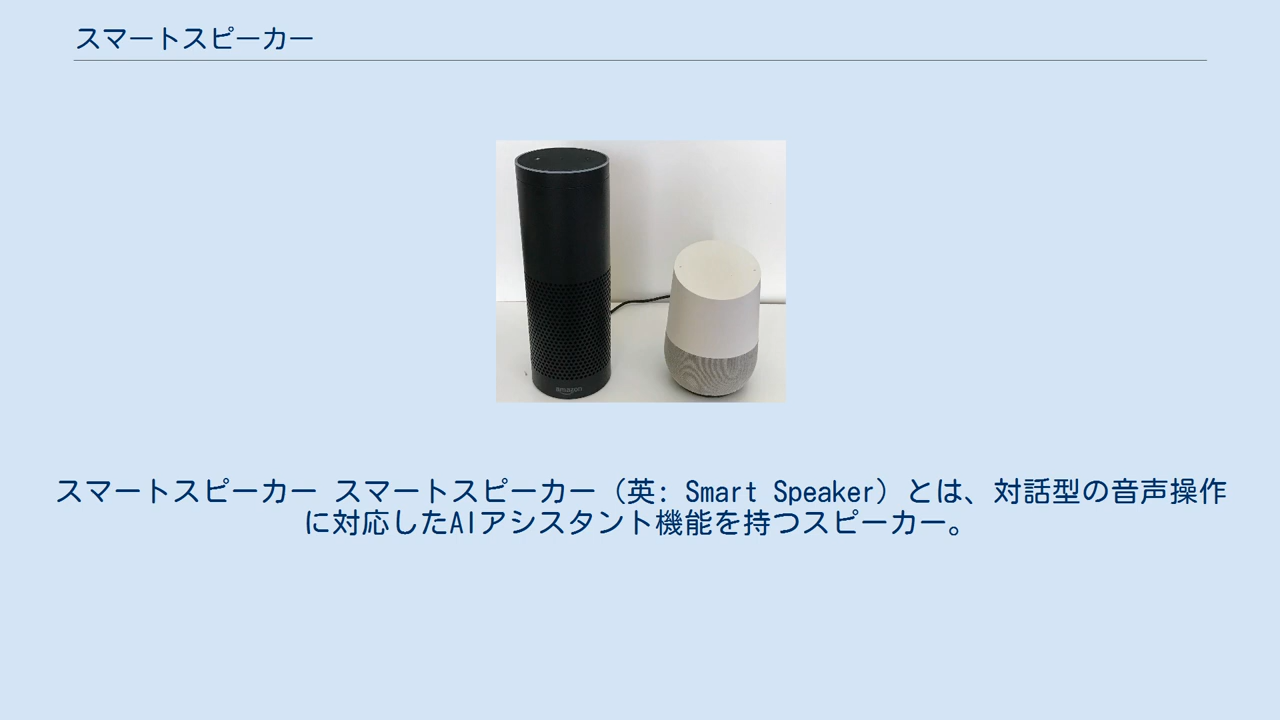 スマートスピーカー
amazon
スマートスピーカー スマートスピーカー（英: Smart Speaker）とは、対話型の音声操作
に対応したAIアシスタント機能を持つスピーカー。